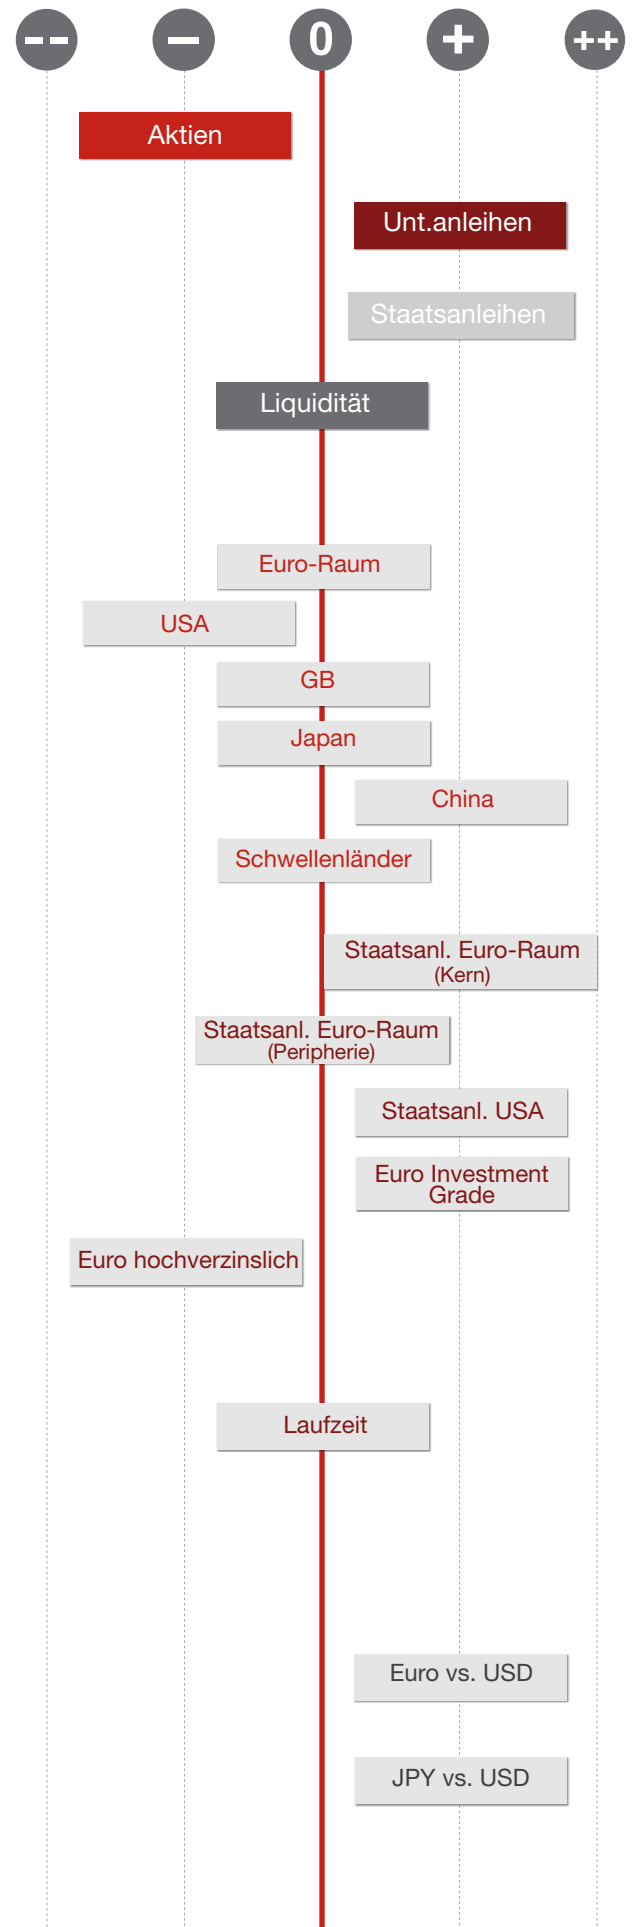 -- - 0 + ++
Aktien
Unt.anleihen
Staatsanleihen
Liquidität
Euro-Raum
USA
GB
Japan
China
Schwellenländer
Staatsanl. Euro-Raum
(Kern)
Staatsanl. Euro-Raum
(Peripherie)
Staatsanl. USA
Euro Investment
Grade
Euro hochverzinslich
Laufzeit
Euro vs. USD
JPY vs. USD